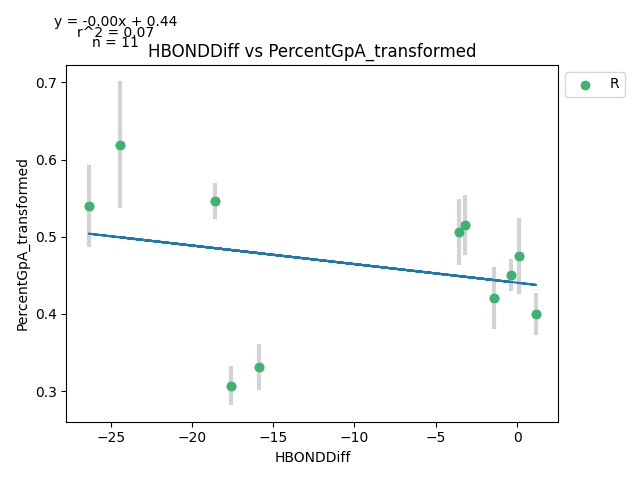 y = -0.00x + 0.44
r^2 = 0.07
n = 11
HBONDDiff vs PercentGpA_transformed
R
0.7
0.6
0.5
0.4
0.3
PercentGpA_transformed
−25
−20
−15
−10
−5
0
HBONDDiff